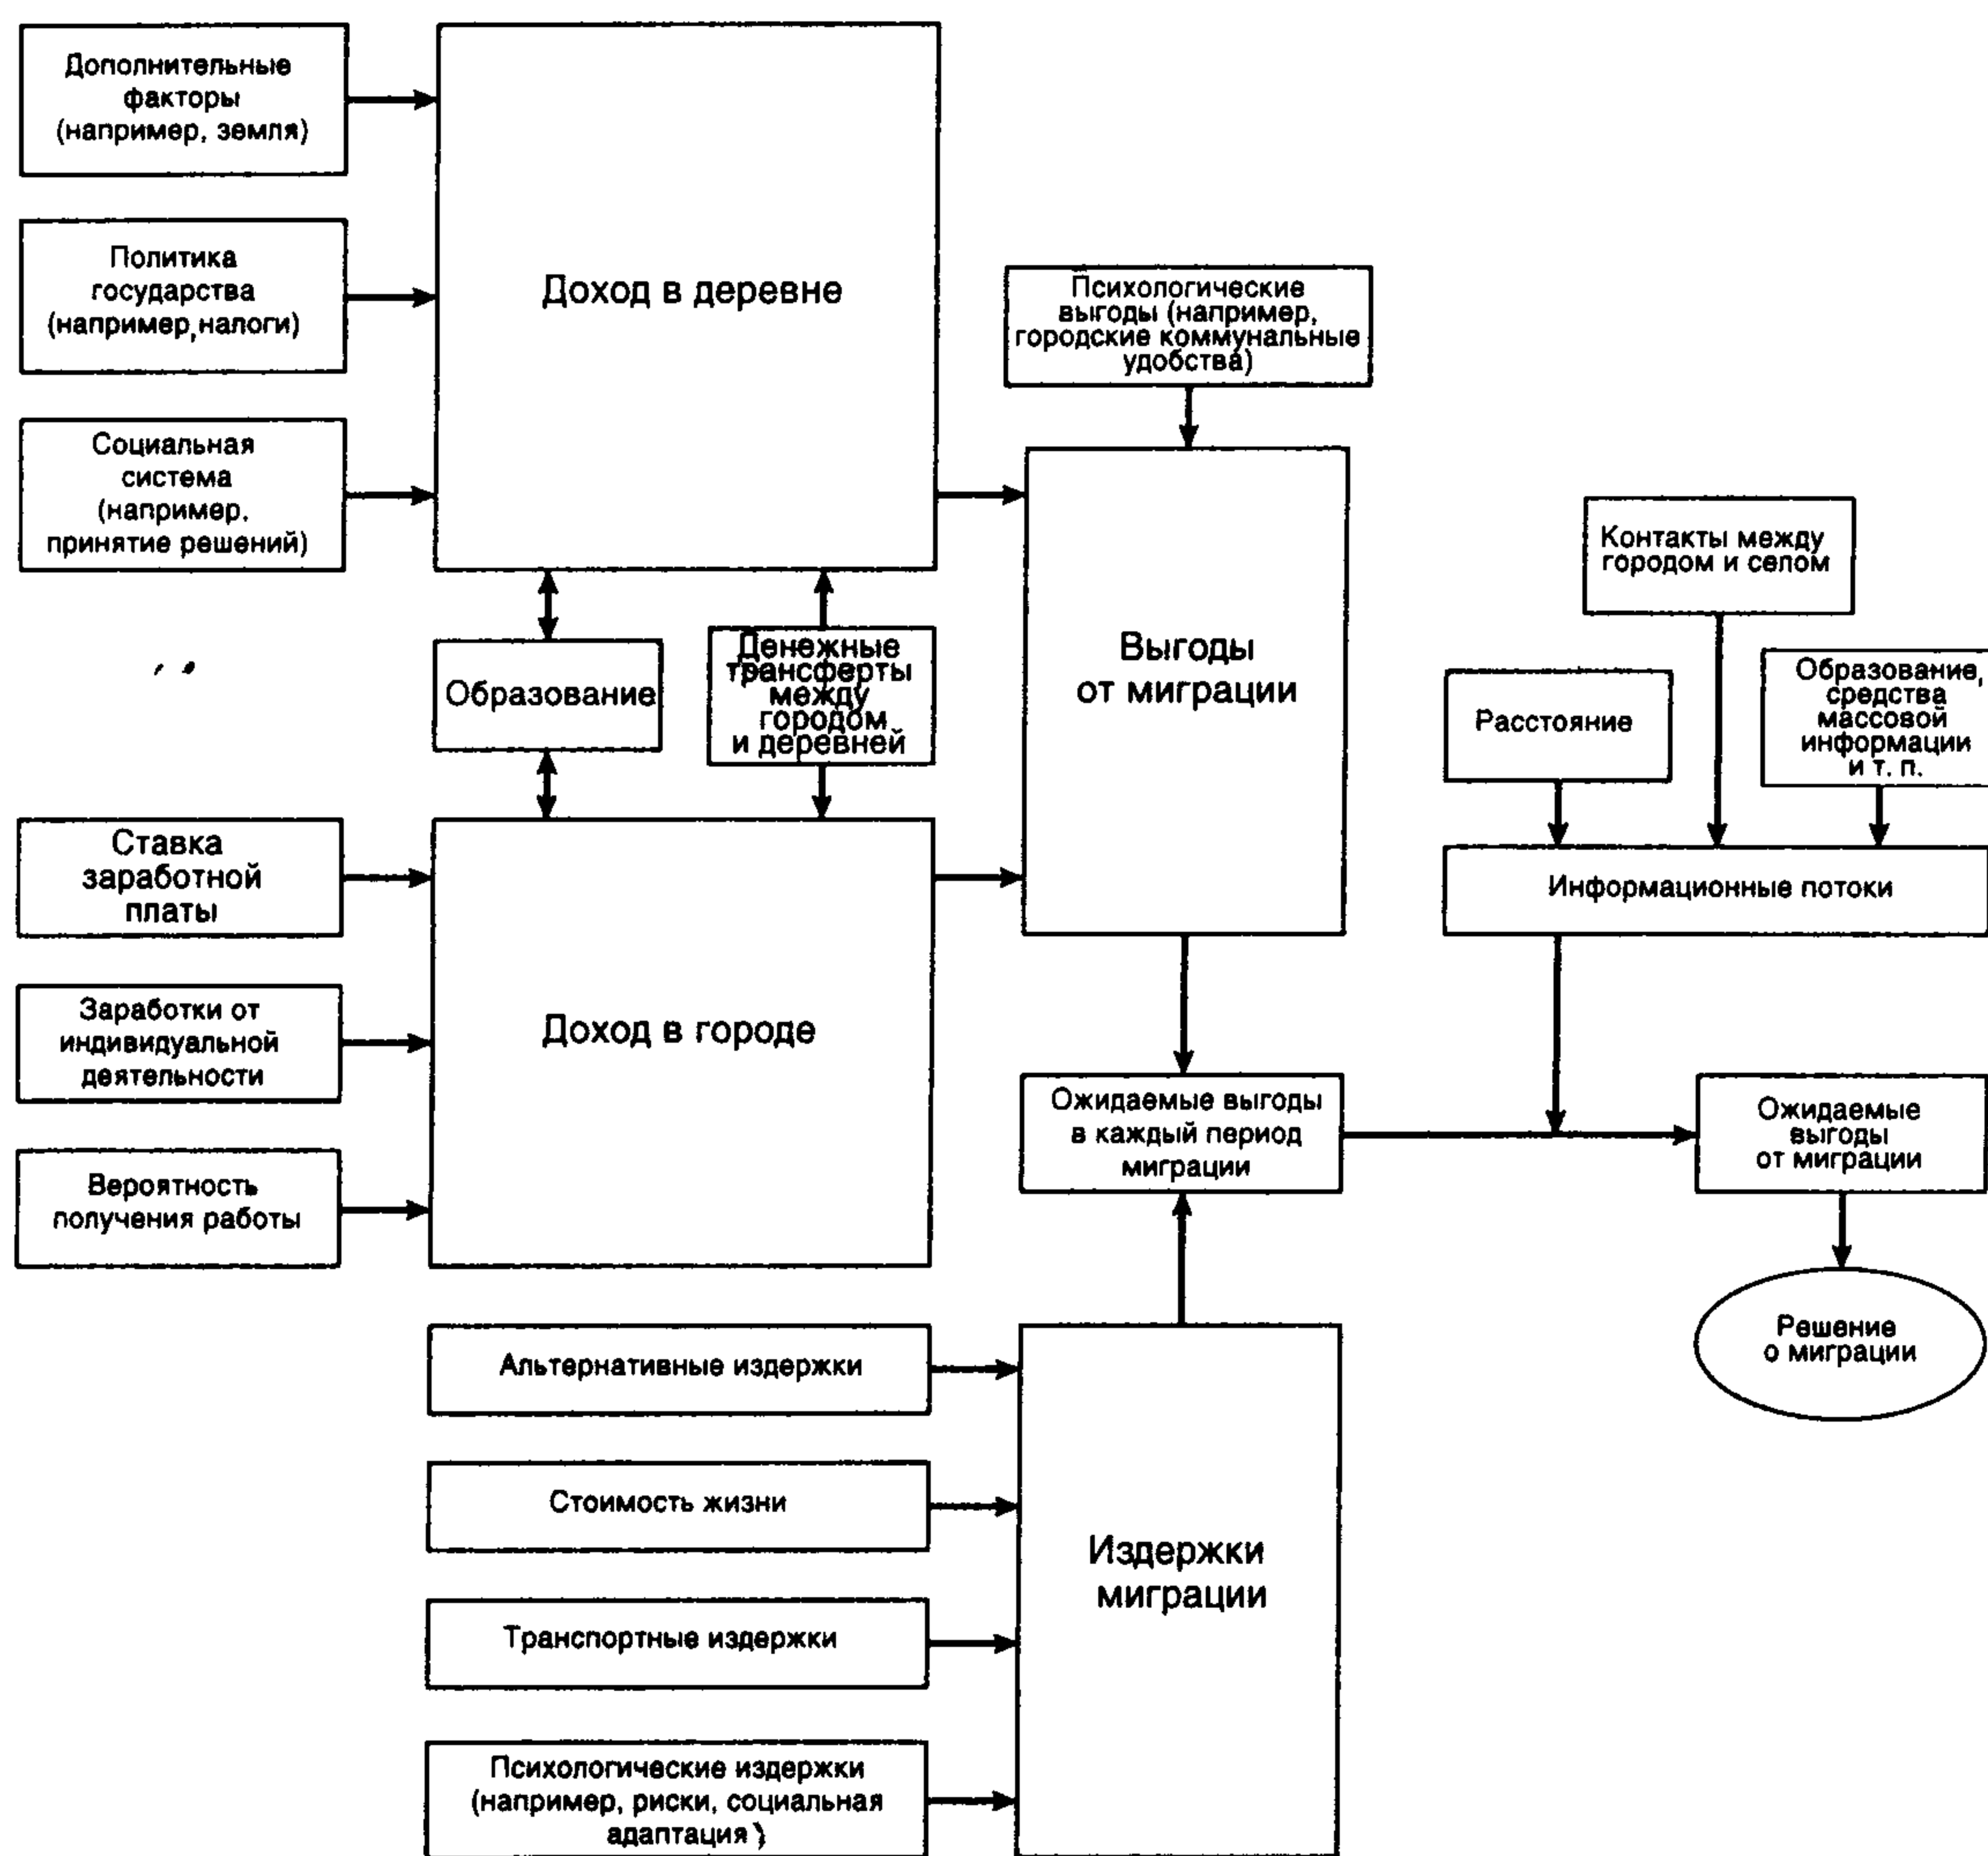 Дополнительные
факторы
(например, земля)
Политика
государства
(например, налоги)
Социальная
система
(например,
принятие решений)
Доход в деревне
Психологические
выгоды (например,
городские коммунальные
удобства)
Выгоды
от миграции
Контакты между
городом и селом
Расстояние
Образование,
средства
массовой
информации
и т. п.
Информационные потоки
Образование
Денежные
трансферты
между
городом
и деревней
Ставка
заработной
платы
Заработки от
индивидуальной
деятельности
Вероятность
получения работы
Доход в городе
Ожидаемые выгоды
в каждый период
миграции
Ожидаемые
выгоды
от миграции
Решение
о миграции
Альтернативные издержки
Стоимость жизни
Транспортные издержки
Психологические издержки
(например, риски, социальная
адаптация)
Издержки
миграции